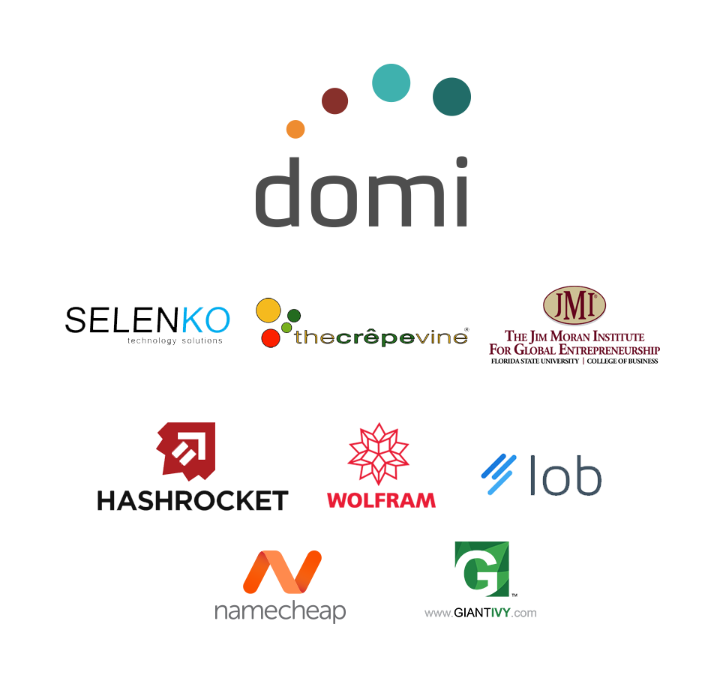 domi
SELENKO
technology solutions
thecrêpevine®
JMI®
THE JIM MORAN INSTITUTE
FOR GLOBAL ENTREPRENEURSHIP
FLORIDA STATE UNIVERSITY | COLLEGE OF BUSINESS
HASHROCKET
WOLFRAM
lob
namecheap
G™
www.GIANTIVY.com